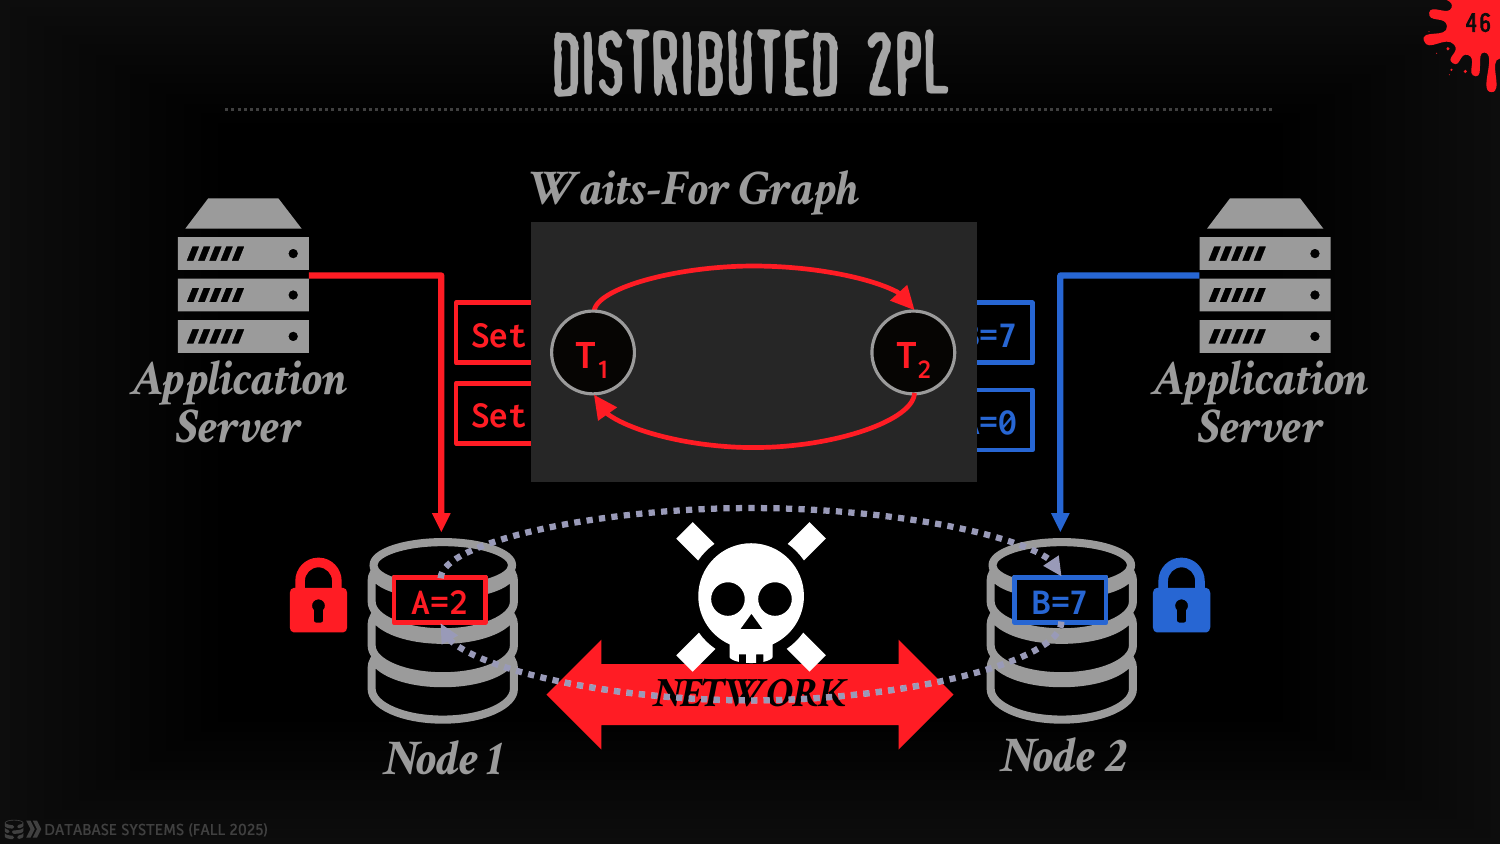 46
DISTRIBUTED 2PL
Waits-For Graph
Set
Set
T1
T2
=7
=0
Application
Server
Application
Server
A=2
B=7
NETWORK
Node 1
Node 2
DATABASE SYSTEMS (FALL 2025)